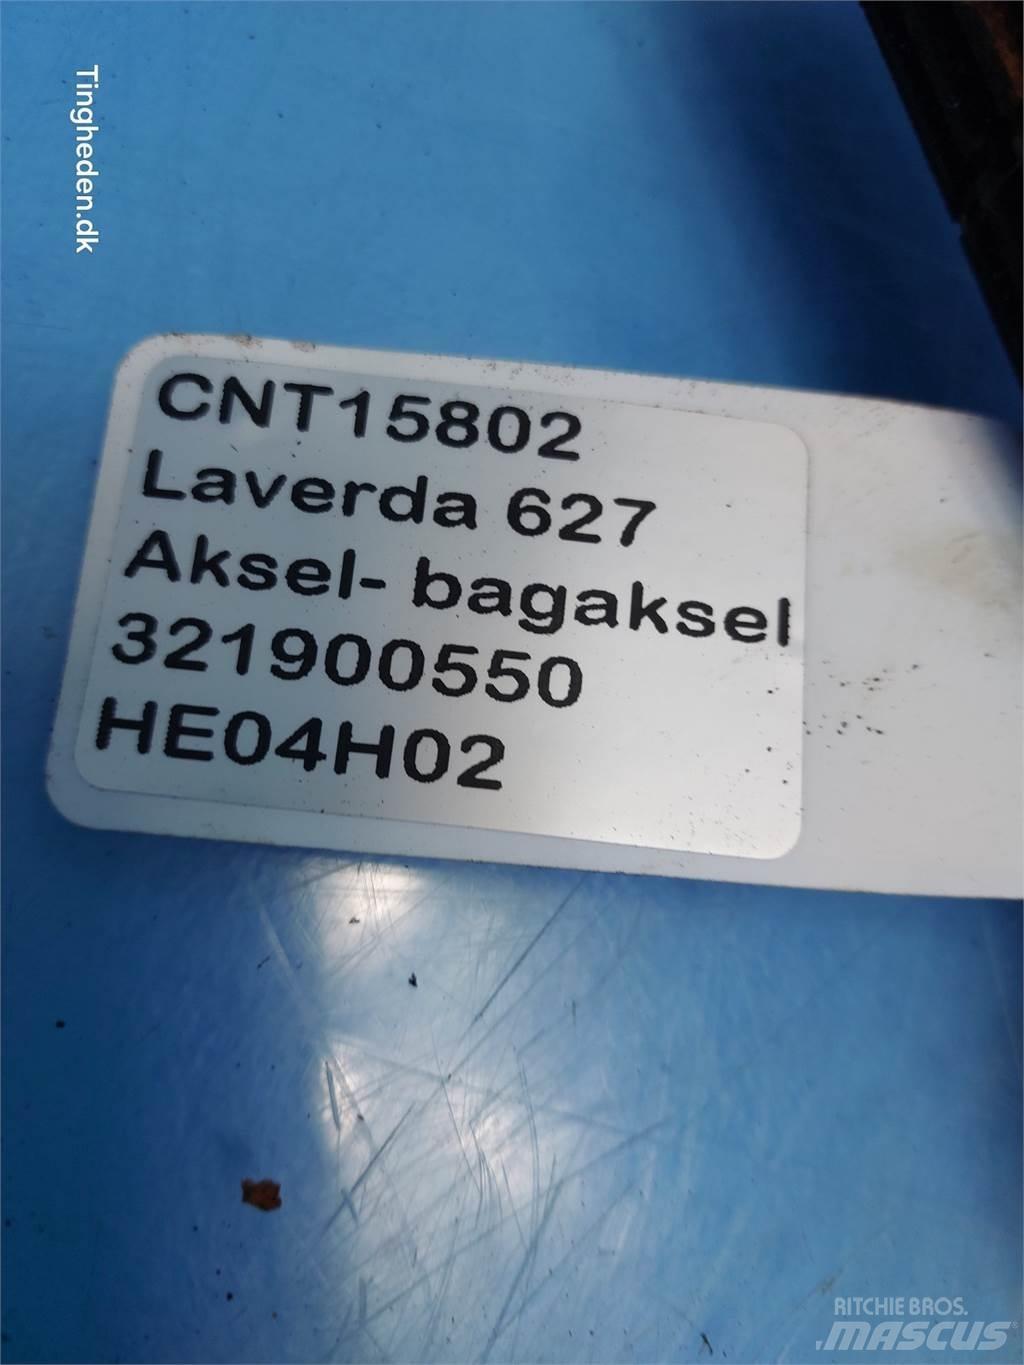 Tingheden.dk
CNT15802
Laverda 627
Aksel- bagaksel
321900550
HE04H02
RITCHIE BROS.
MASCUS